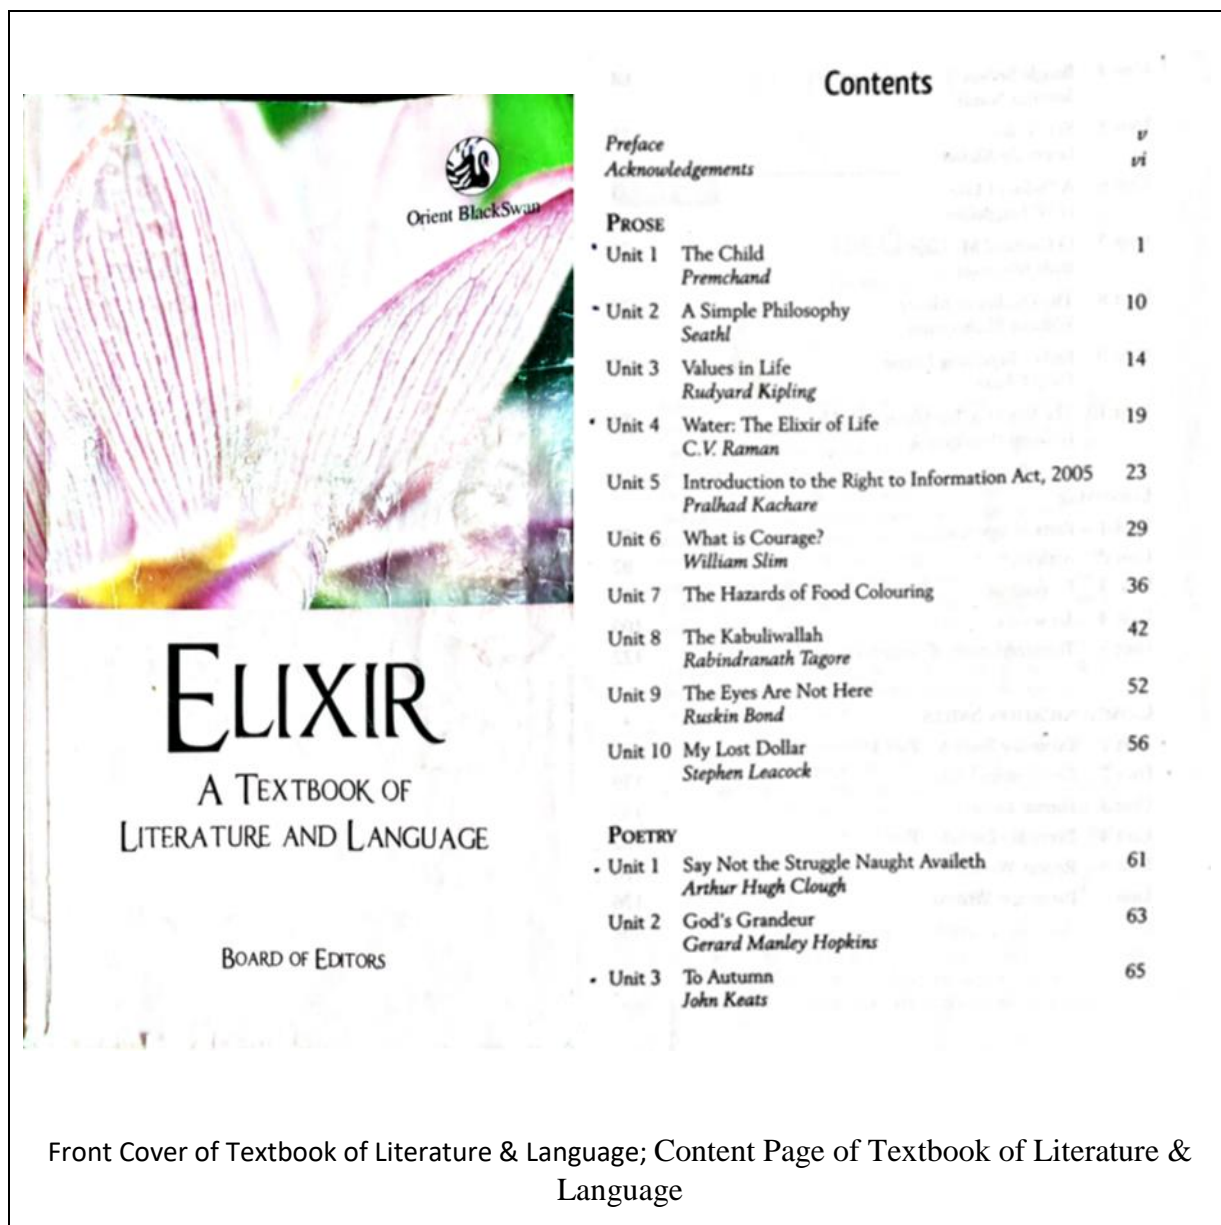 Orient BlackSwan
ELIXIR
A TEXTBOOK OF
LITERATURE AND LANGUAGE
BOARD OF EDITORS
Contents
Preface v
Acknowledgements vi
PROSE
Unit 1 The Child 1
Premchand
Unit 2 A Simple Philosophy 10
Seathl
Unit 3 Values in Life 14
Rudyard Kipling
Unit 4 Water: The Elixir of Life 19
C.V. Raman
Unit 5 Introduction to the Right to Information Act, 2005 23
Pralhad Kachare
Unit 6 What is Courage? 29
William Slim
Unit 7 The Hazards of Food Colouring 36
Unit 8 The Kabuliwallah 42
Rabindranath Tagore
Unit 9 The Eyes Are Not Here 52
Ruskin Bond
Unit 10 My Lost Dollar 56
Stephen Leacock
POETRY
Unit 1 Say Not the Struggle Naught Availeth 61
Arthur Hugh Clough
Unit 2 God's Grandeur 63
Gerard Manley Hopkins
Unit 3 To Autumn 65
John Keats
Front Cover of Textbook of Literature & Language; Content Page of Textbook of Literature &
Language